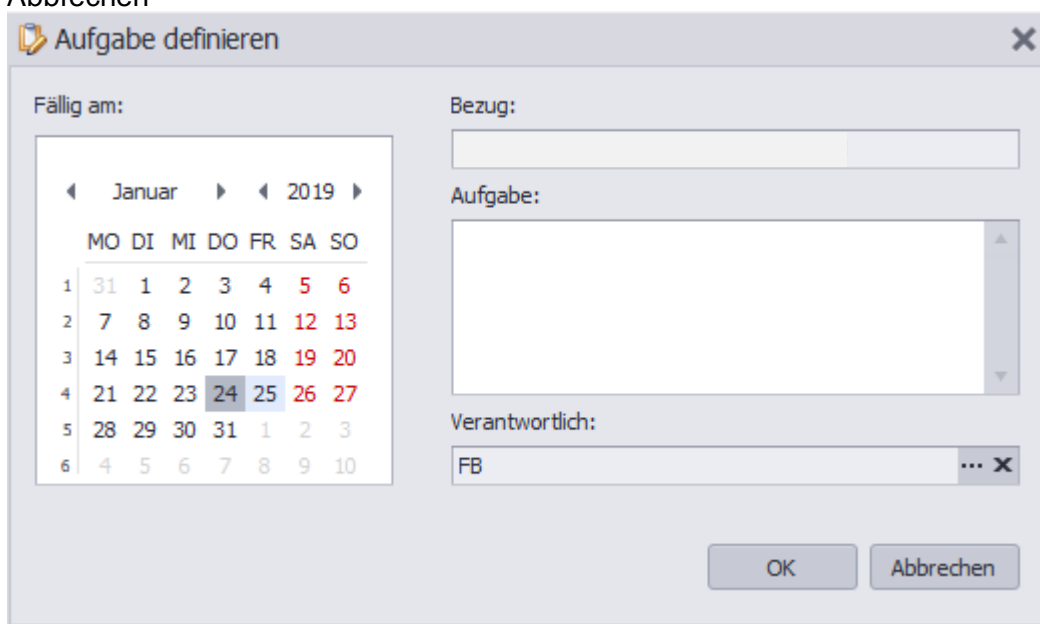 Abbrechen
Aufgabe definieren
Fällig am:
Januar 2019
MO DI MI DO FR SA SO
1 31 1 2 3 4 5 6
2 7 8 9 10 11 12 13
3 14 15 16 17 18 19 20
4 21 22 23 24 25 26 27
5 28 29 30 31 1 2 3
6 4 5 6 7 8 9 10
Bezug:
Aufgabe:
Verantwortlich:
FB
OK
Abbrechen